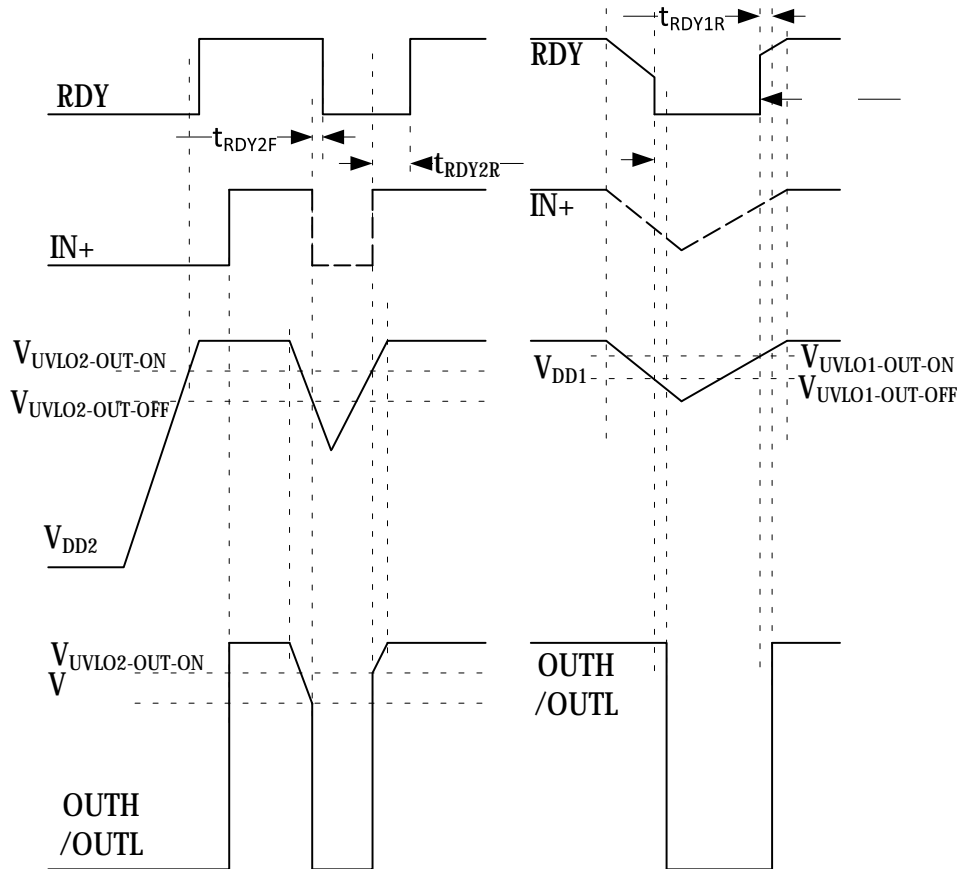 RDY
tRDY2F
tRDY2R
IN+
VUVLO2-OUT-ON
VUVLO2-OUT-OFF
VDD2
VUVLO2-OUT-ON
V
OUTH
/OUTL
tRDY1R
RDY
IN+
VDD1
VUVLO1-OUT-ON
VUVLO1-OUT-OFF
OUTH
/OUTL